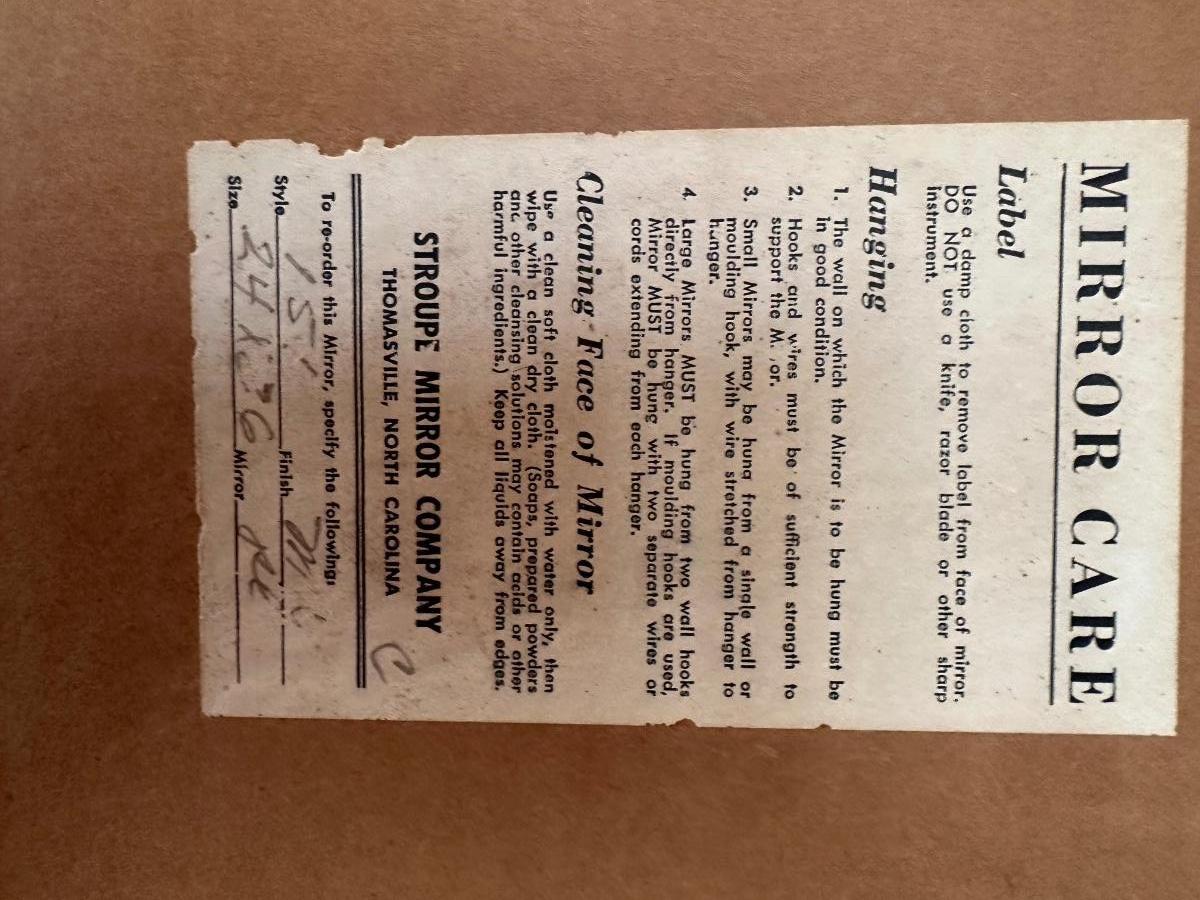 MIRROR CARE
Label
Use a damp cloth to remove label from face of mirror.
DO NOT use a knife, razor blade or other sharp
instrument.
Hanging
1. The wall on which the Mirror is to be hung must be
in good condition.
2. Hooks and wires must be of sufficient strength to
support the
3. Small Mirrors may be hung from a single wall or
moulding hook, with wire stretched from hanger to
hanger.
4. Large Mirrors MUST be hung from two wall hooks
directly from hanger. If moulding hooks are used,
Mirror MUST be hung with two separate wires or
cords extending from each hanger.
Cleaning Face of Mirror
Use a clean soft cloth moistened with water only, then
wipe with a clean dry cloth. (Soaps, prepared powders
and other cleansing solutions may contain acids or other
harmful ingredients.) Keep all liquids away from edges.
STROUPE MIRROR COMPANY
THOMASVILLE, NORTH CAROLINA
C
To re-order this Mirror, specify the following:
Style 151 Finish
Size 24 x 36 Mirror